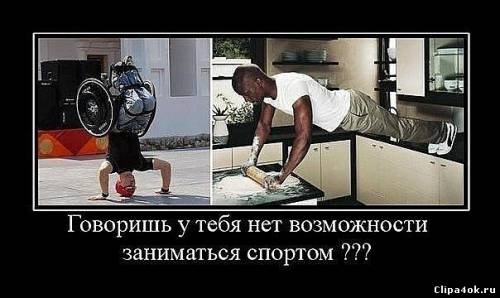 Говоришь у тебя нет возможности
заниматься спортом ???
Clipa4ok.ru